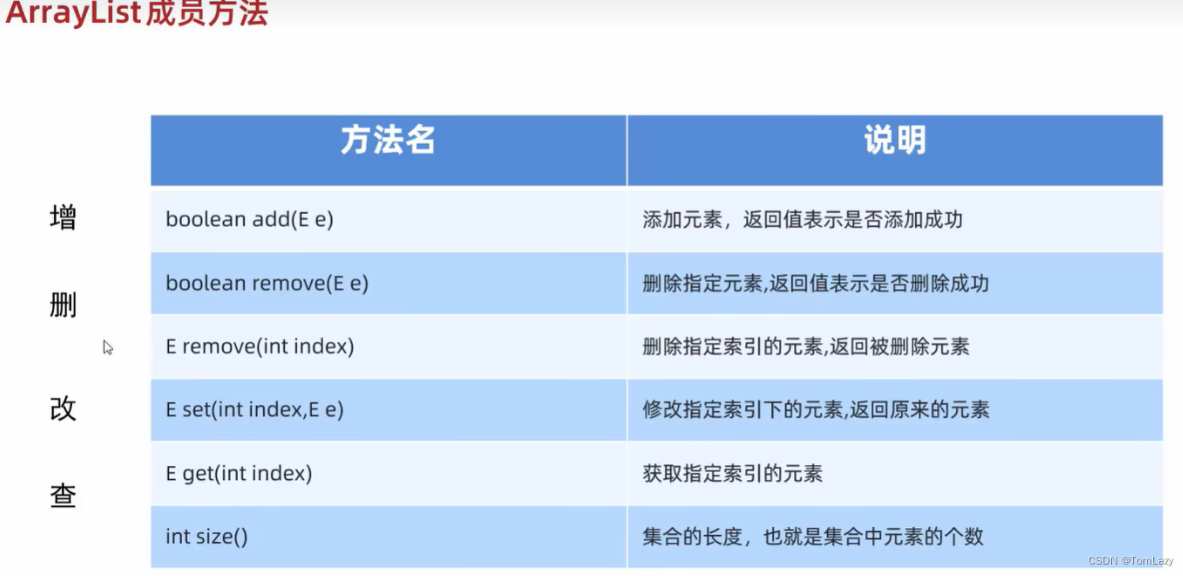 ArrayList成员方法
方法名 说明
增 boolean add(E e) 添加元素，返回值表示是否添加成功
删 boolean remove(E e) 删除指定元素,返回值表示是否删除成功
E remove(int index) 删除指定索引的元素,返回被删除元素
改 E set(int index,E e) 修改指定索引下的元素,返回原来的元素
查 E get(int index) 获取指定索引的元素
int size() 集合的长度，也就是集合中元素的个数
CSDN @TomLazy